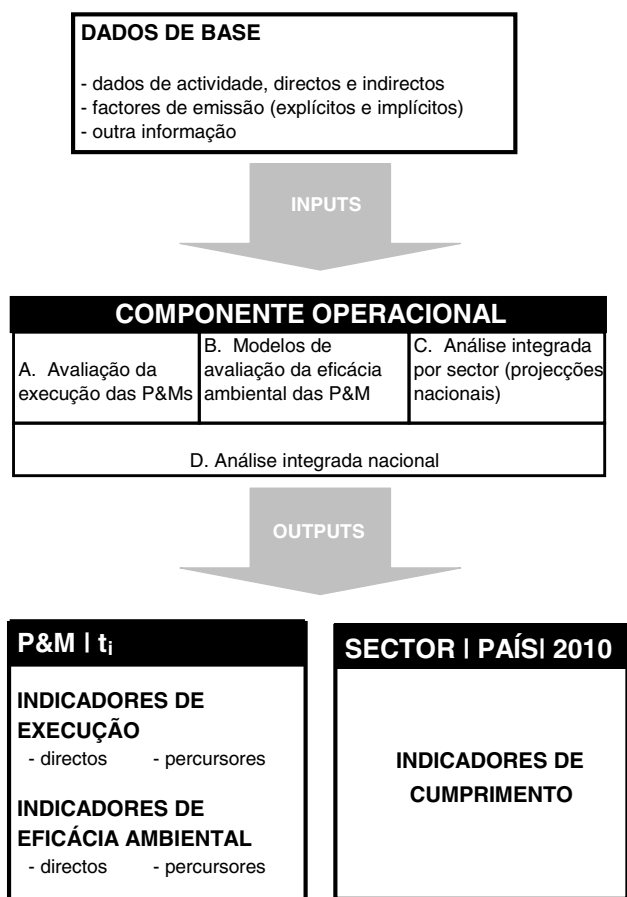 DADOS DE BASE
- dados de actividade, directos e indirectos
- factores de emissão (explícitos e implícitos)
- outra informação
INPUTS
COMPONENTE OPERACIONAL
A. Avaliação da
execução das P&Ms
B. Modelos de
avaliação da eficácia
ambiental das P&M
C. Análise integrada
por sector (projecções
nacionais)
D. Análise integrada nacional
OUTPUTS
P&M | ti
INDICADORES DE
EXECUÇÃO
- directos - percursores
INDICADORES DE
EFICÁCIA AMBIENTAL
- directos - percursores
SECTOR | PAÍS| 2010
INDICADORES DE
CUMPRIMENTO